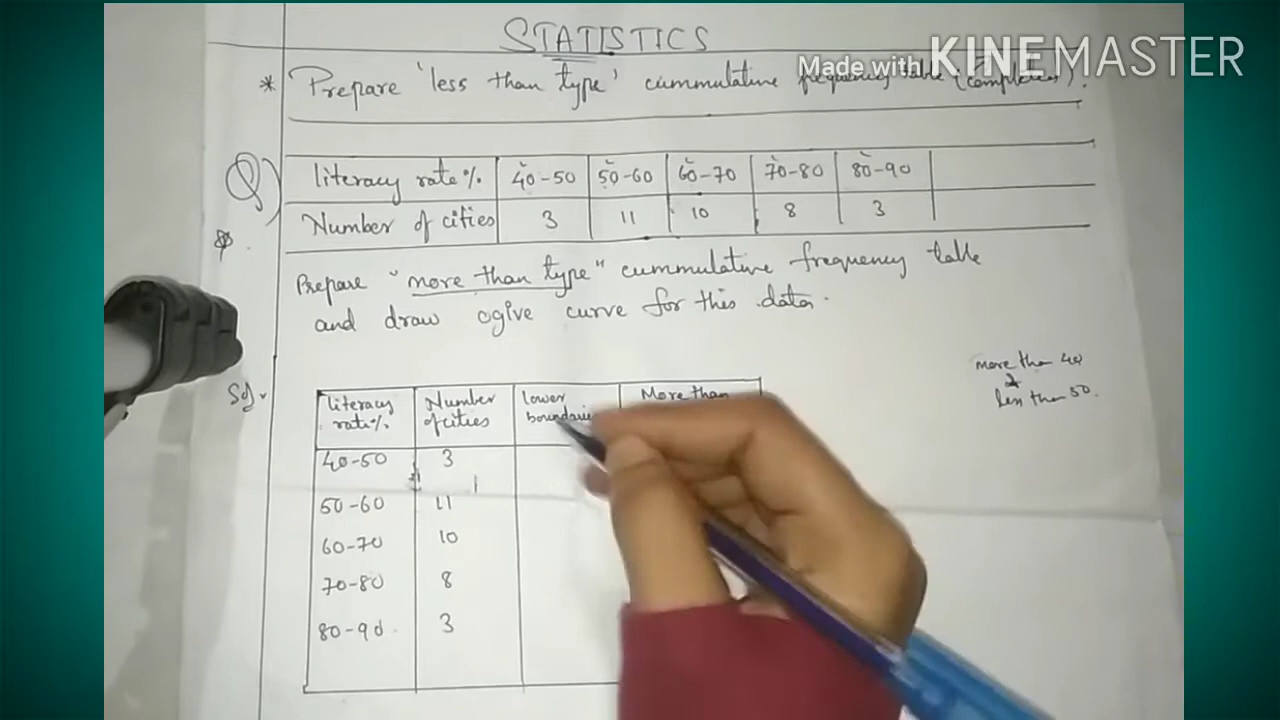 STATISTICS
Made with KINEMASTER
* Prepare 'less than type' cummulative frequency table (
Q) literacy rate% 40-50 50-60 60-70 70-80 80-90
Number of cities 3 11 10 8 3
Prepare "more than type" cummulative frequency table
and draw ogive curve for this data.
more than 40
&
less than 50.
Sol.
literacy rate% Number of cities Lower boundaries More than
40-50 3
50-60 11
60-70 10
70-80 8
80-90 3